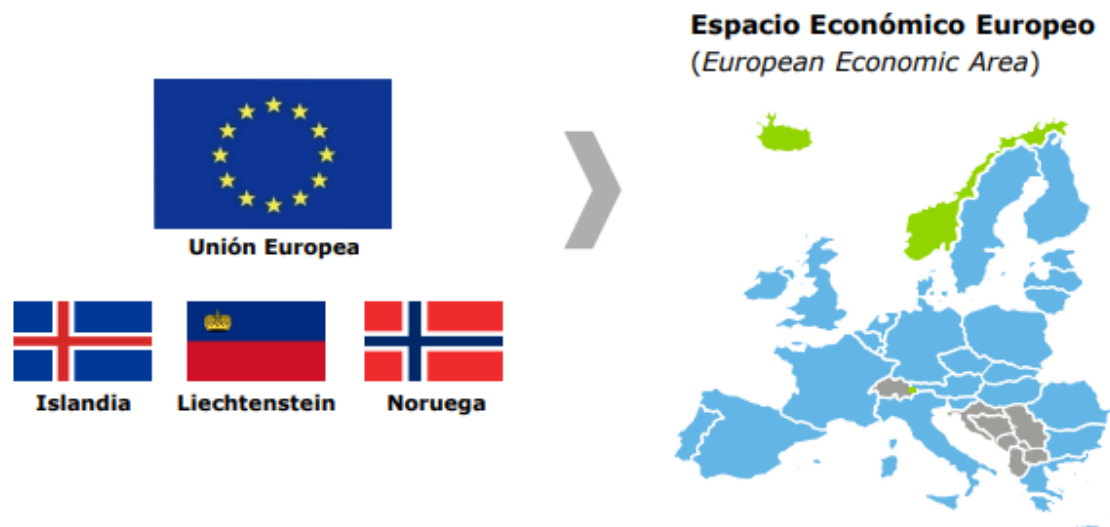 Espacio Económico Europeo
(European Economic Area)
Unión Europea
Islandia
Liechtenstein
Noruega